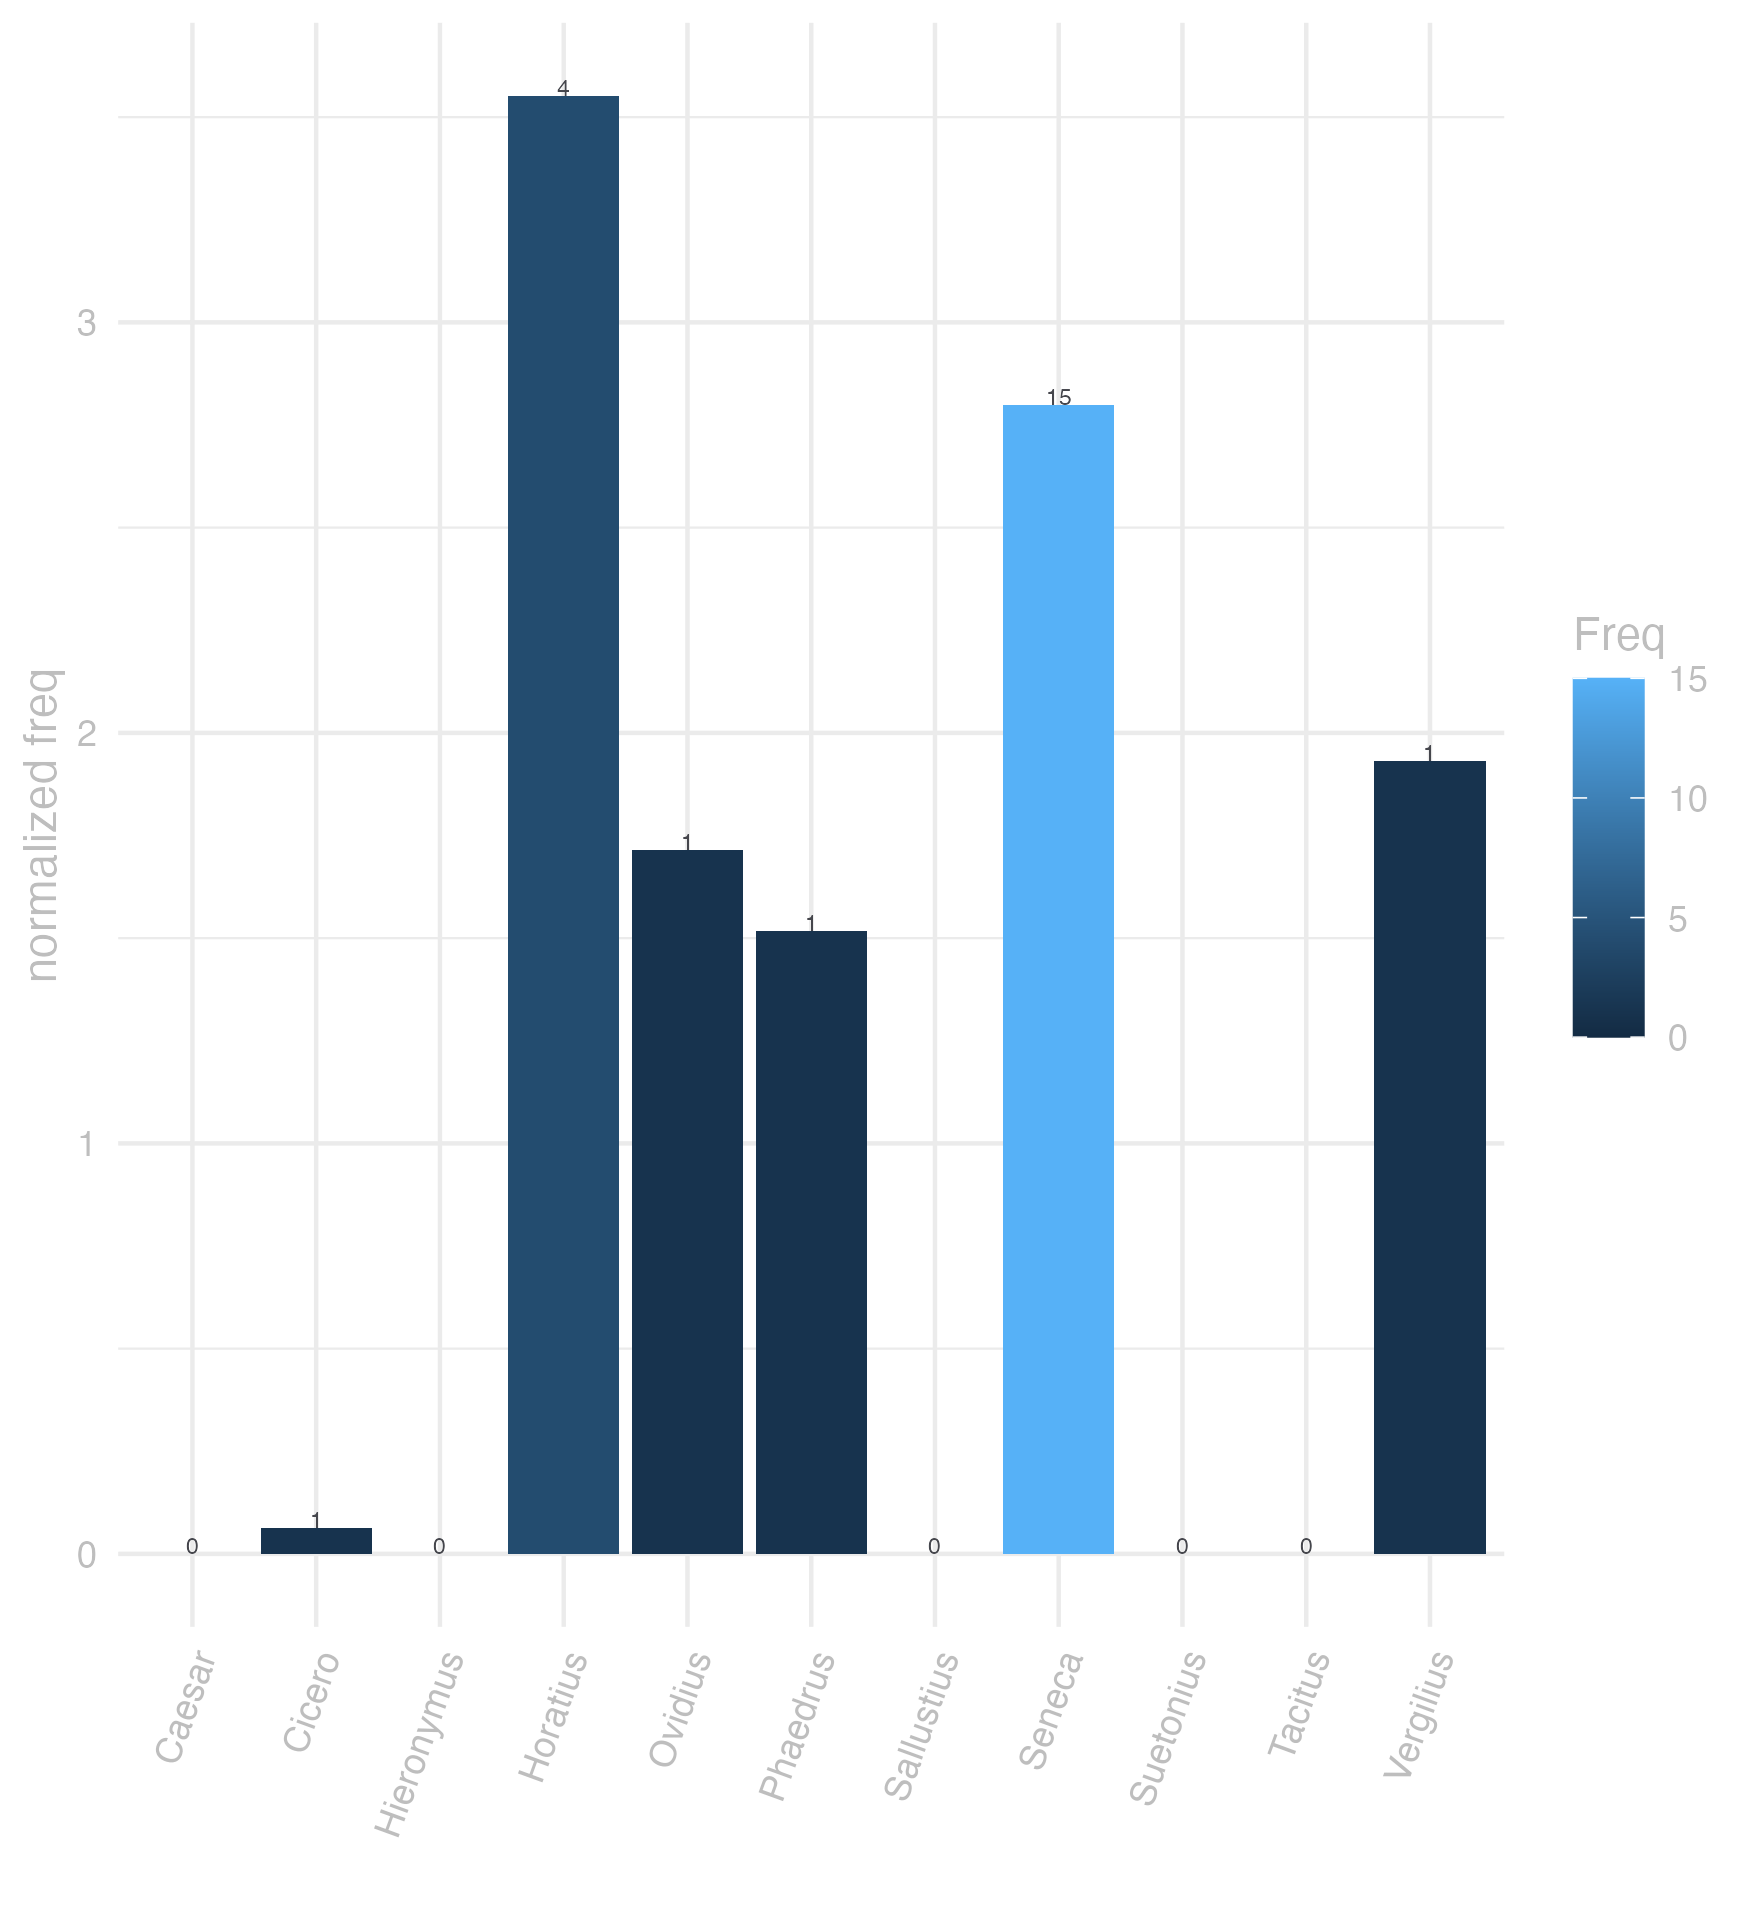 4
3
15
Freq
15
2
1
10
1
normalized freq
1
5
0
1
1
0
0
1
0
0
0
0
Caesar
Cicero
Hieronymus
Horatius
Ovidius
Phaedrus
Sallustius
Seneca
Suetonius
Tacitus
Vergilius